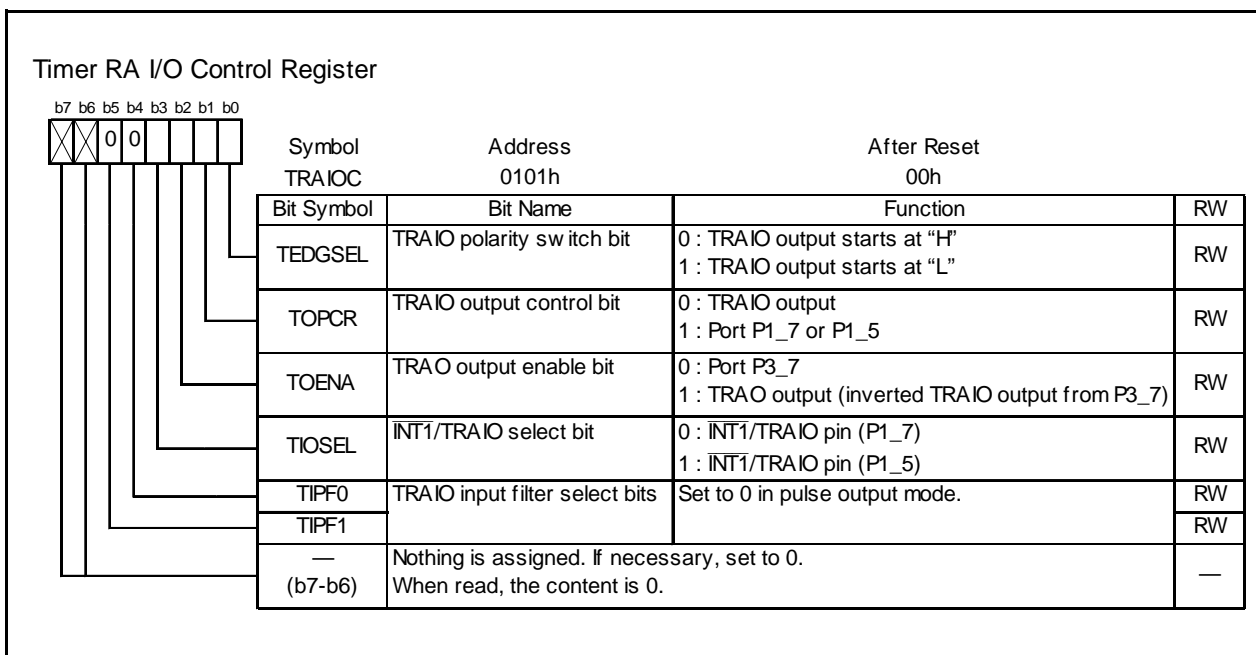 Timer RA I/O Control Register
b7 b6 b5 b4 b3 b2 b1 b0
0 0
Symbol Address After Reset
TRAIOC 0101h 00h
Bit Symbol Bit Name Function RW
TEDGSEL TRAIO polarity switch bit 0 : TRAIO output starts at “H” RW
1 : TRAIO output starts at “L”
TOPCR TRAIO output control bit 0 : TRAIO output RW
1 : Port P1_7 or P1_5
TOENA TRAO output enable bit 0 : Port P3_7 RW
1 : TRAO output (inverted TRAIO output from P3_7)
TIOSEL I̅N̅T̅1̅/TRAIO select bit 0 : I̅N̅T̅1̅/TRAIO pin (P1_7) RW
1 : I̅N̅T̅1̅/TRAIO pin (P1_5)
TIPF0 TRAIO input filter select bits Set to 0 in pulse output mode. RW
TIPF1 RW
— Nothing is assigned. If necessary, set to 0. —
(b7-b6) When read, the content is 0.